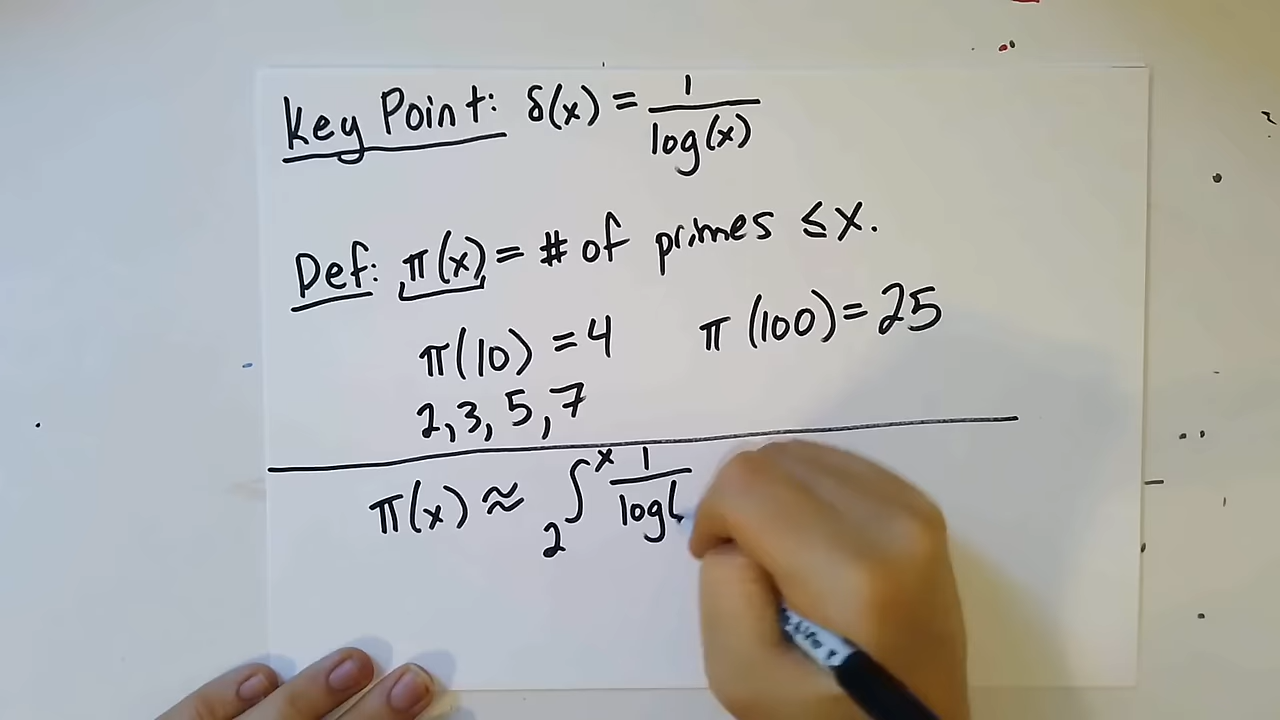 Key Point: δ(x) = 1/log(x)
Def: π(x) = # of primes ≤ x.
π(10) = 4 π(100) = 25
2, 3, 5, 7
π(x) ≈ ∫₂ˣ 1/log(